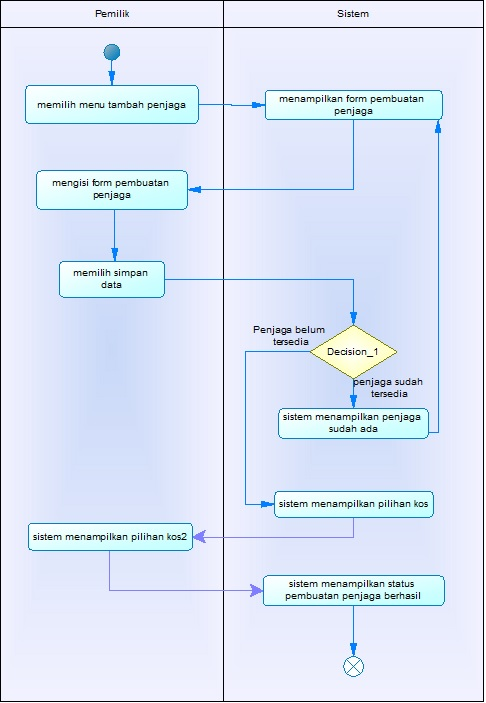 Pemilik
Sistem
memilih menu tambah penjaga
menampilkan form pembuatan
penjaga
mengisi form pembuatan
penjaga
memilih simpan
data
Penjaga belum
tersedia
Decision_1
penjaga sudah
tersedia
sistem menampilkan penjaga
sudah ada
sistem menampilkan pilihan kos
sistem menampilkan pilihan kos2
sistem menampilkan status
pembuatan penjaga berhasil